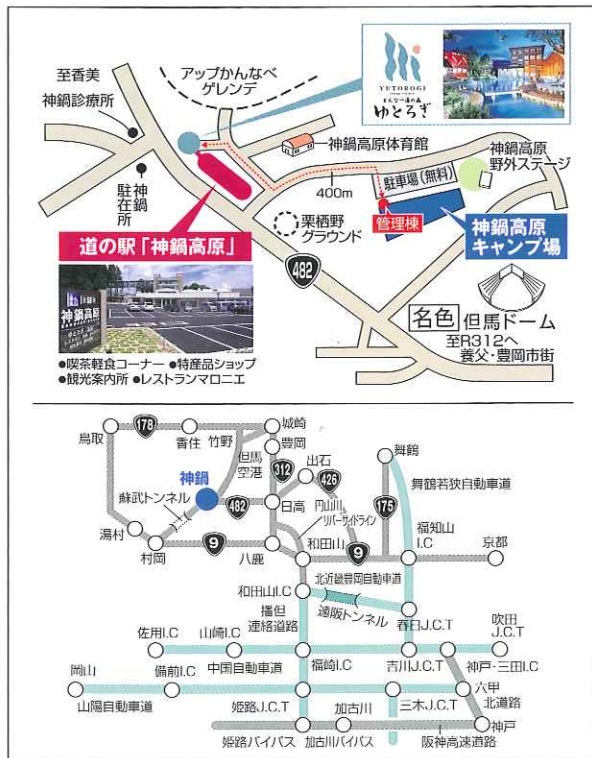 アップかんなべ
ゲレンデ
YUTOROGI
かんなべ湯の森
ゆとろぎ
至香美
神鍋診療所
神鍋
駐在所
神鍋高原体育館
神鍋高原
野外ステージ
駐車場(無料)
400m
栗栖野
グラウンド
管理棟
神鍋高原
キャンプ場
道の駅「神鍋高原」
482
神鍋高原
名色 但馬ドーム
至R312へ
養父・豊岡市街
●喫茶軽食コーナー ●特産品ショップ
●観光案内所 ●レストランマロニエ
鳥取
178
香住
竹野
城崎
豊岡
但馬
空港
312
出石
426
舞鶴
舞鶴若狭自動車道
神鍋
蘇武トンネル
482
日高
円山川
リバーサイドライン
175
福知山
I.C
京都
湯村
村岡
9
八鹿
和田山
9
北近畿豊岡自動車道
和田山I.C
播但
連絡道路
遠阪トンネル
春日J.C.T
吹田
J.C.T
佐用I.C
山崎I.C
中国自動車道
福崎I.C
吉川J.C.T
神戸・三田I.C
岡山
備前I.C
山陽自動車道
姫路J.C.T
三木J.C.T
六甲
北道路
加古川
姫路バイパス
加古川バイパス
阪神高速道路
神戸